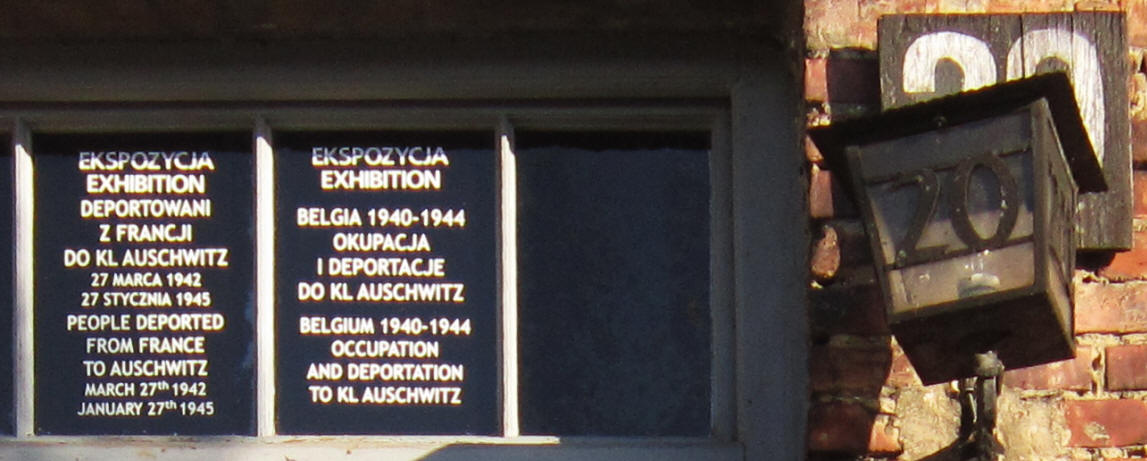 EKSPOZYCJA
EXHIBITION
DEPORTOWANI
Z FRANCJI
DO KL AUSCHWITZ
27 MARCA 1942
27 STYCZNIA 1945
PEOPLE DEPORTED
FROM FRANCE
TO AUSCHWITZ
MARCH 27th 1942
JANUARY 27th 1945
EKSPOZYCJA
EXHIBITION
BELGIA 1940-1944
OKUPACJA
I DEPORTACJE
DO KL AUSCHWITZ
BELGIUM 1940-1944
OCCUPATION
AND DEPORTATION
TO KL AUSCHWITZ
20
20